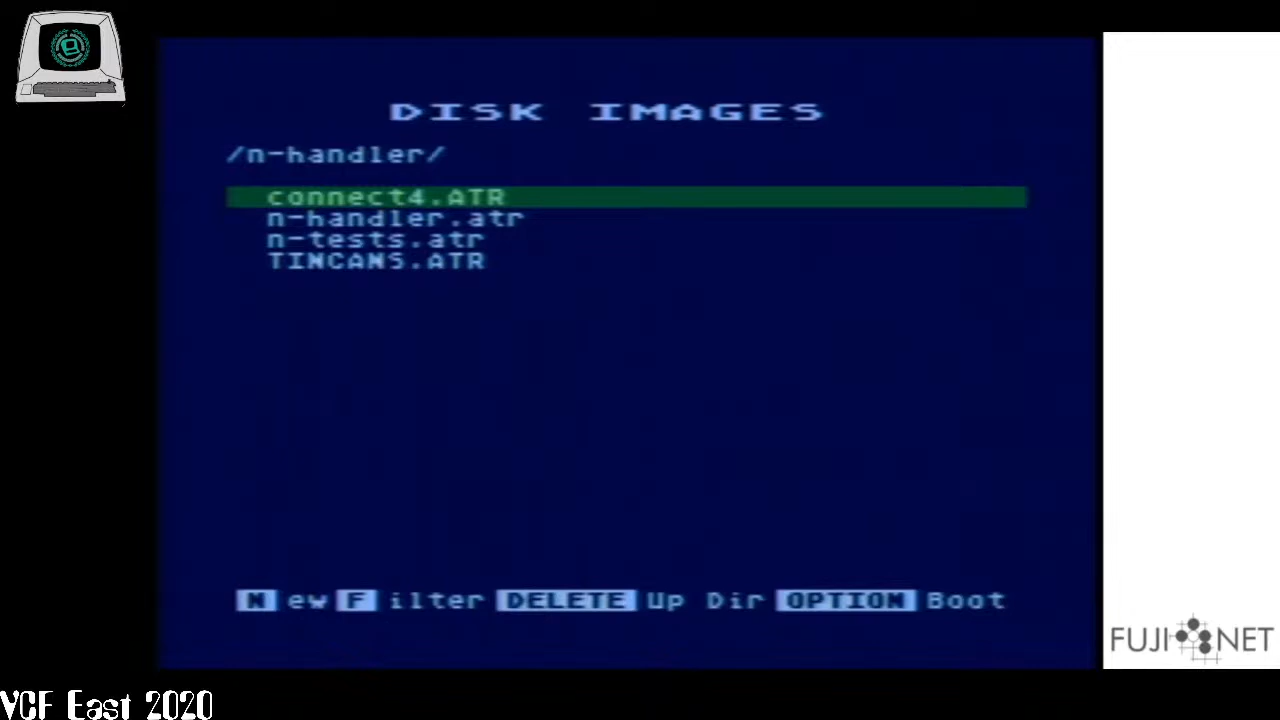 DISK IMAGES
/n-handler/
connect4.ATR
n-handler.atr
n-tests.atr
TINCANS.ATR
New Filter DELETE Up Dir OPTION Boot
FUJINET
VCF East 2020